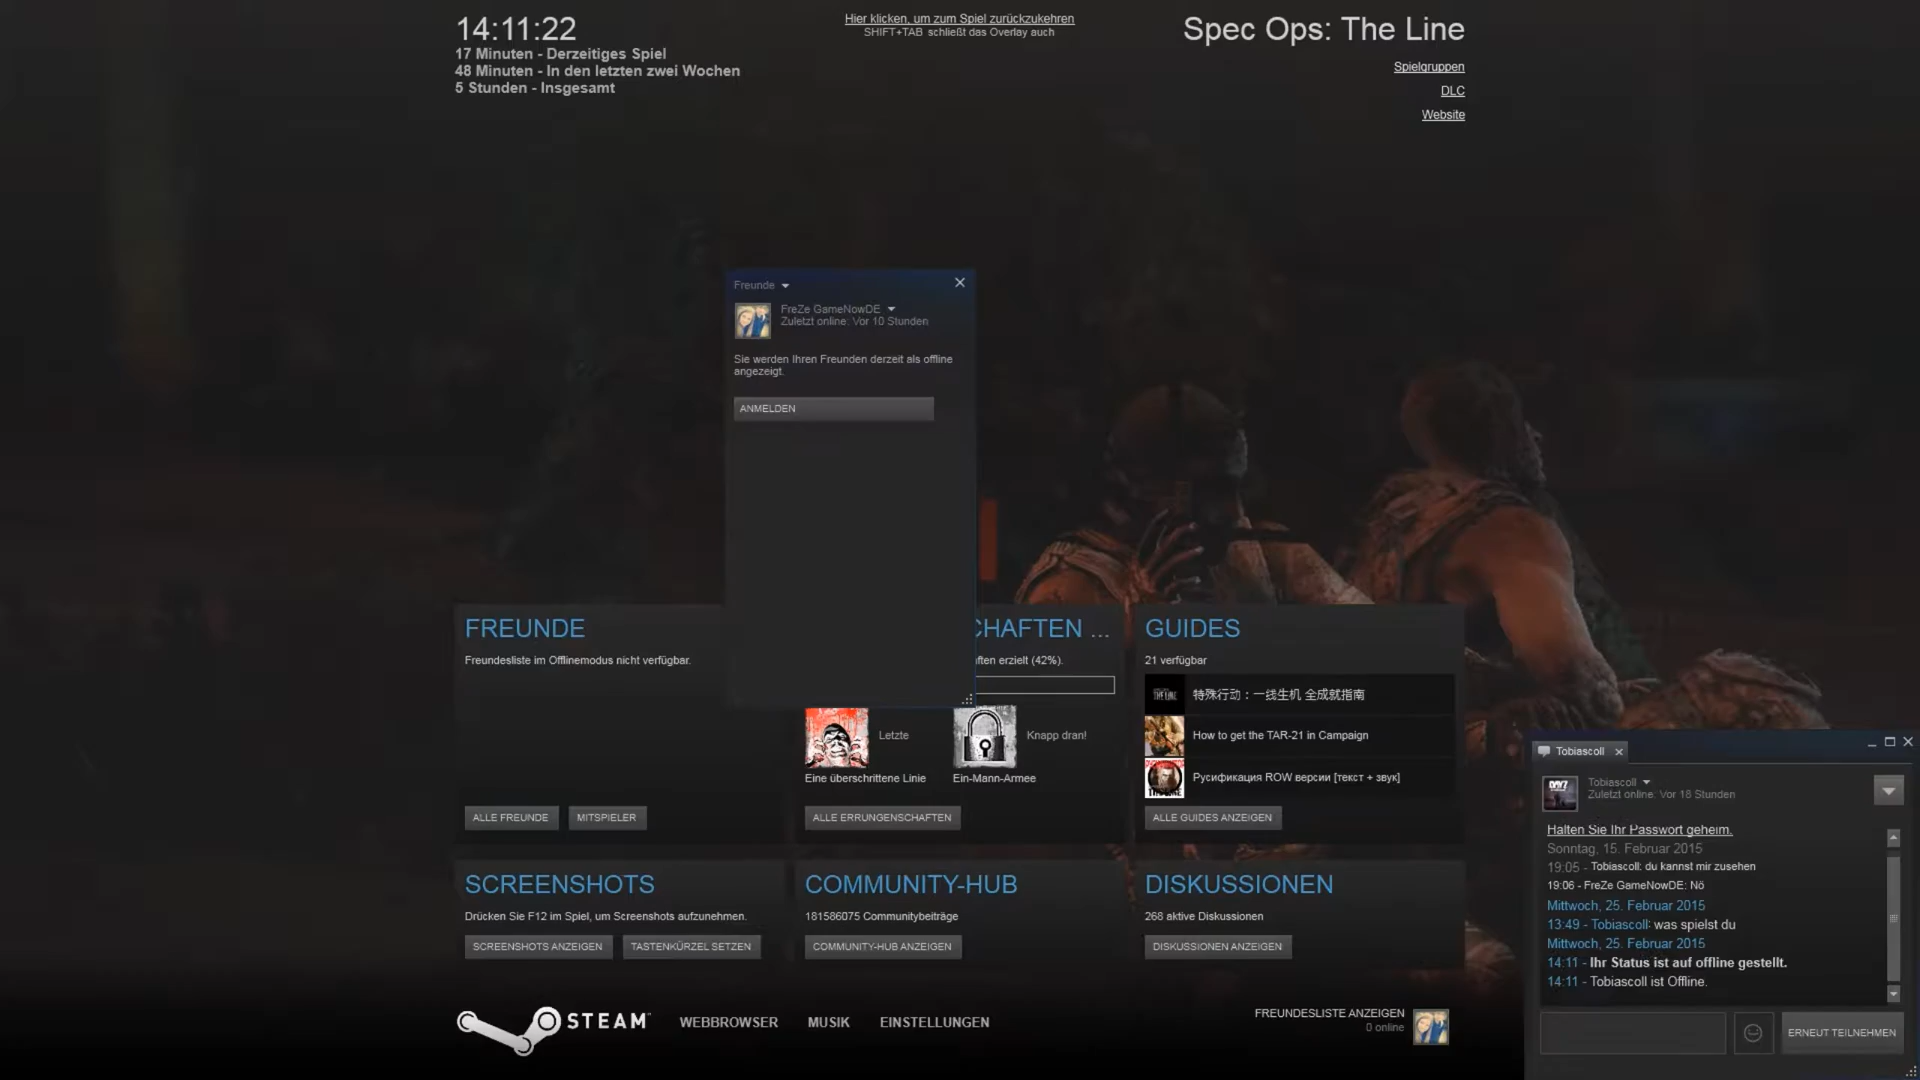 14:11:22
17 Minuten - Derzeitiges Spiel
48 Minuten - In den letzten zwei Wochen
5 Stunden - Insgesamt
Hier klicken, um zum Spiel zurückzukehren
SHIFT+TAB schließt das Overlay auch
Spec Ops: The Line
Spielgruppen
DLC
Website
Freunde
FreZe GameNowDE
Zuletzt online: Vor 10 Stunden
Sie werden Ihren Freunden derzeit als offline
angezeigt.
ANMELDEN
FREUNDE
Freundesliste im Offlinemodus nicht verfügbar.
ALLE FREUNDE
MITSPIELER
CHAFTEN ...
ften erzielt (42%).
Letzte
Eine überschrittene Linie
Knapp dran!
Ein-Mann-Armee
ALLE ERRUNGENSCHAFTEN
GUIDES
21 verfügbar
THE LINE
特殊行动：一线生机 全成就指南
How to get the TAR-21 in Campaign
Русификация ROW версии [текст + звук]
ALLE GUIDES ANZEIGEN
SCREENSHOTS
Drücken Sie F12 im Spiel, um Screenshots aufzunehmen.
SCREENSHOTS ANZEIGEN
TASTENKÜRZEL SETZEN
COMMUNITY-HUB
181586075 Communitybeiträge
COMMUNITY-HUB ANZEIGEN
DISKUSSIONEN
268 aktive Diskussionen
DISKUSSIONEN ANZEIGEN
STEAM
WEBBROWSER
MUSIK
EINSTELLUNGEN
FREUNDESLISTE ANZEIGEN
0 online
Tobiascoll
DAYZ
Tobiascoll
Zuletzt online: Vor 18 Stunden
Halten Sie Ihr Passwort geheim.
Sonntag, 15. Februar 2015
19:05 - Tobiascoll: du kannst mir zusehen
19:06 - FreZe GameNowDE: Nö
Mittwoch, 25. Februar 2015
13:49 - Tobiascoll: was spielst du
Mittwoch, 25. Februar 2015
14:11 - Ihr Status ist auf offline gestellt.
14:11 - Tobiascoll ist Offline.
ERNEUT TEILNEHMEN